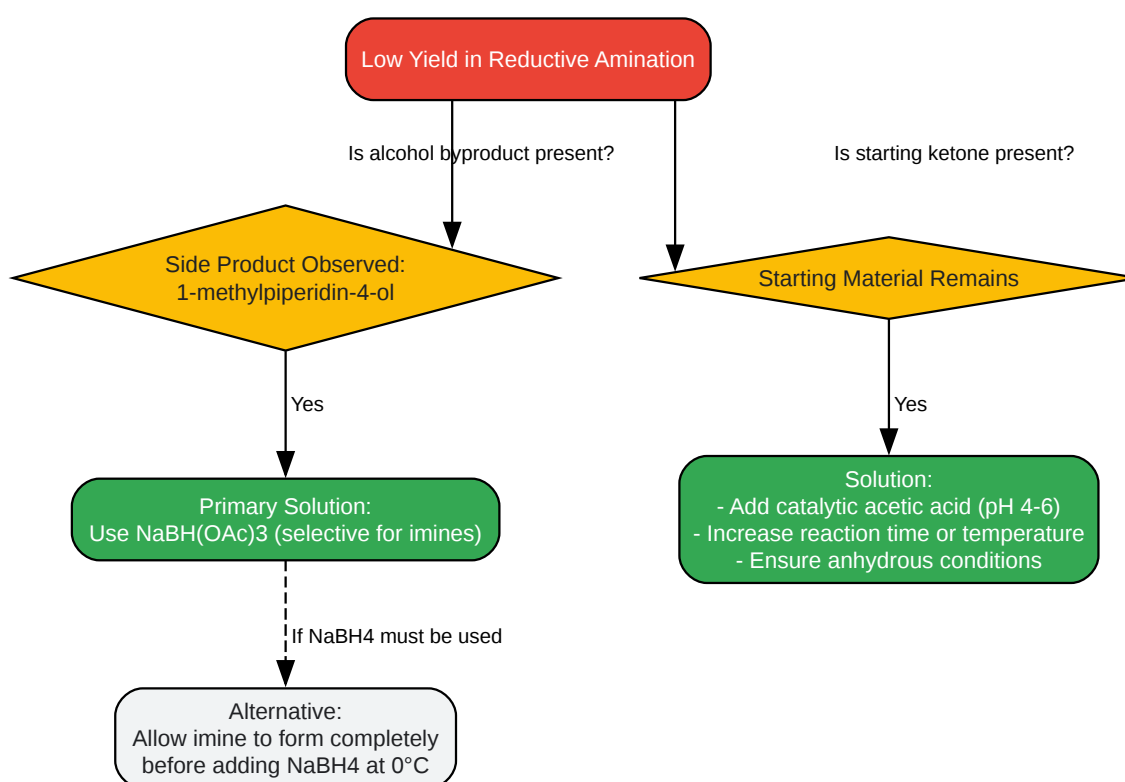 Low Yield in Reductive Amination
Is alcohol byproduct present?
Is starting ketone present?
Side Product Observed:
1-methylpiperidin-4-ol
Starting Material Remains
Yes
Yes
Primary Solution:
Use NaBH(OAc)3 (selective for imines)
Solution:
- Add catalytic acetic acid (pH 4-6)
- Increase reaction time or temperature
- Ensure anhydrous conditions
If NaBH4 must be used
Alternative:
Allow imine to form completely
before adding NaBH4 at 0°C